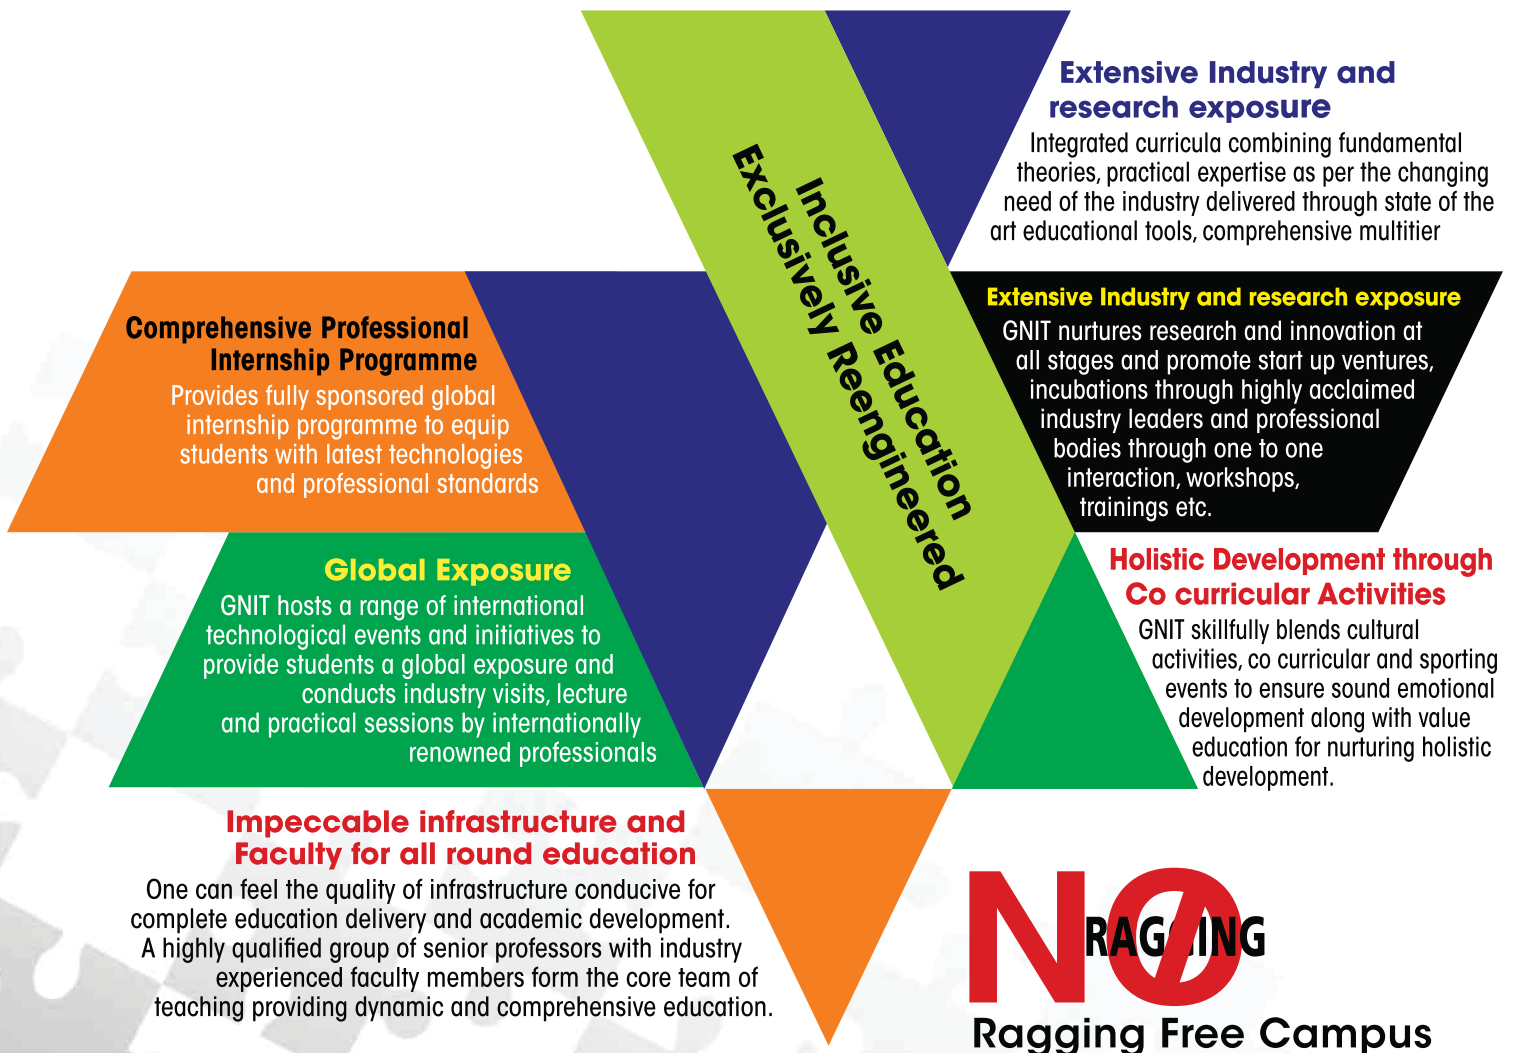 Extensive Industry and
research exposure
Integrated curricula combining fundamental
theories, practical expertise as per the changing
need of the industry delivered through state of the
art educational tools, comprehensive multitier
Inclusive Education
Exclusively Reengineered
Extensive Industry and research exposure
GNIT nurtures research and innovation at
all stages and promote start up ventures,
incubations through highly acclaimed
industry leaders and professional
bodies through one to one
interaction, workshops,
trainings etc.
Comprehensive Professional
Internship Programme
Provides fully sponsored global
internship programme to equip
students with latest technologies
and professional standards
Global Exposure
GNIT hosts a range of international
technological events and initiatives to
provide students a global exposure and
conducts industry visits, lecture
and practical sessions by internationally
renowned professionals
Holistic Development through
Co curricular Activities
GNIT skillfully blends cultural
activities, co curricular and sporting
events to ensure sound emotional
development along with value
education for nurturing holistic
development.
Impeccable infrastructure and
Faculty for all round education
One can feel the quality of infrastructure conducive for
complete education delivery and academic development.
A highly qualified group of senior professors with industry
experienced faculty members form the core team of
teaching providing dynamic and comprehensive education.
NO
RAGGING
Ragging Free Campus